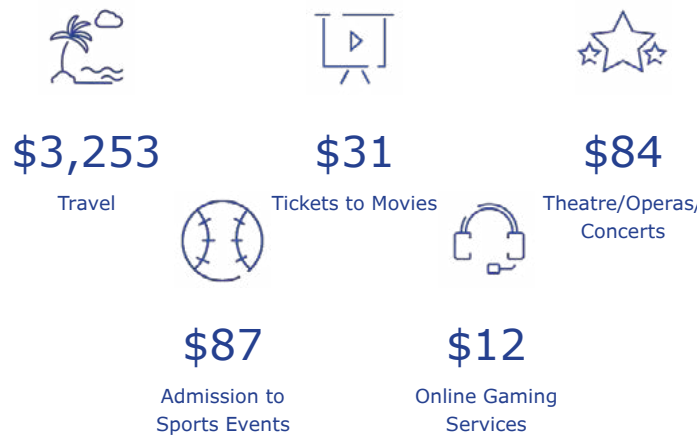 $3,253
Travel
$31
Tickets to Movies
$84
Theatre/Operas/
Concerts
$87
Admission to
Sports Events
$12
Online Gaming
Services